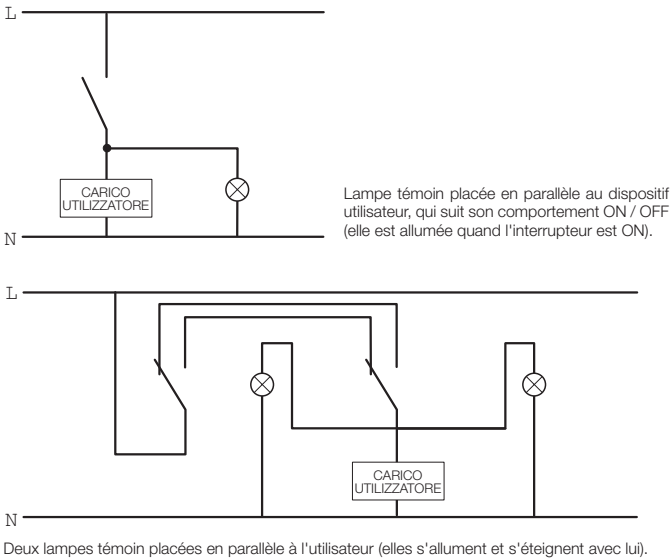 L
CARICO
UTILIZZATORE
Lampe témoin placée en parallèle au dispositif
utilisateur, qui suit son comportement ON / OFF
(elle est allumée quand l'interrupteur est ON).
N
L
CARICO
UTILIZZATORE
N
Deux lampes témoin placées en parallèle à l'utilisateur (elles s'allument et s'éteignent avec lui).